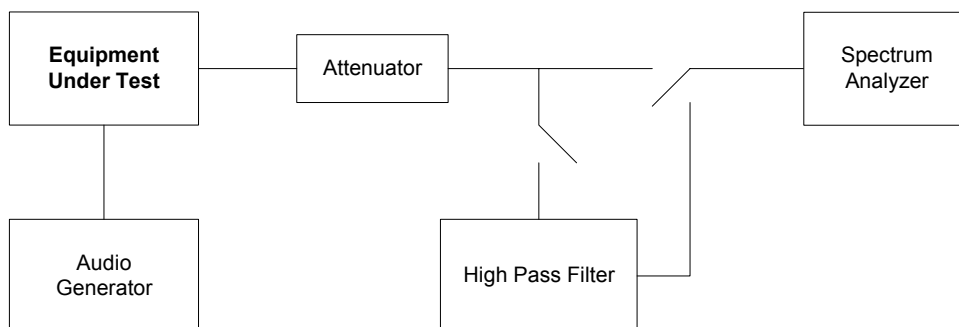 Equipment
Under Test
Attenuator
Spectrum
Analyzer
Audio
Generator
High Pass Filter